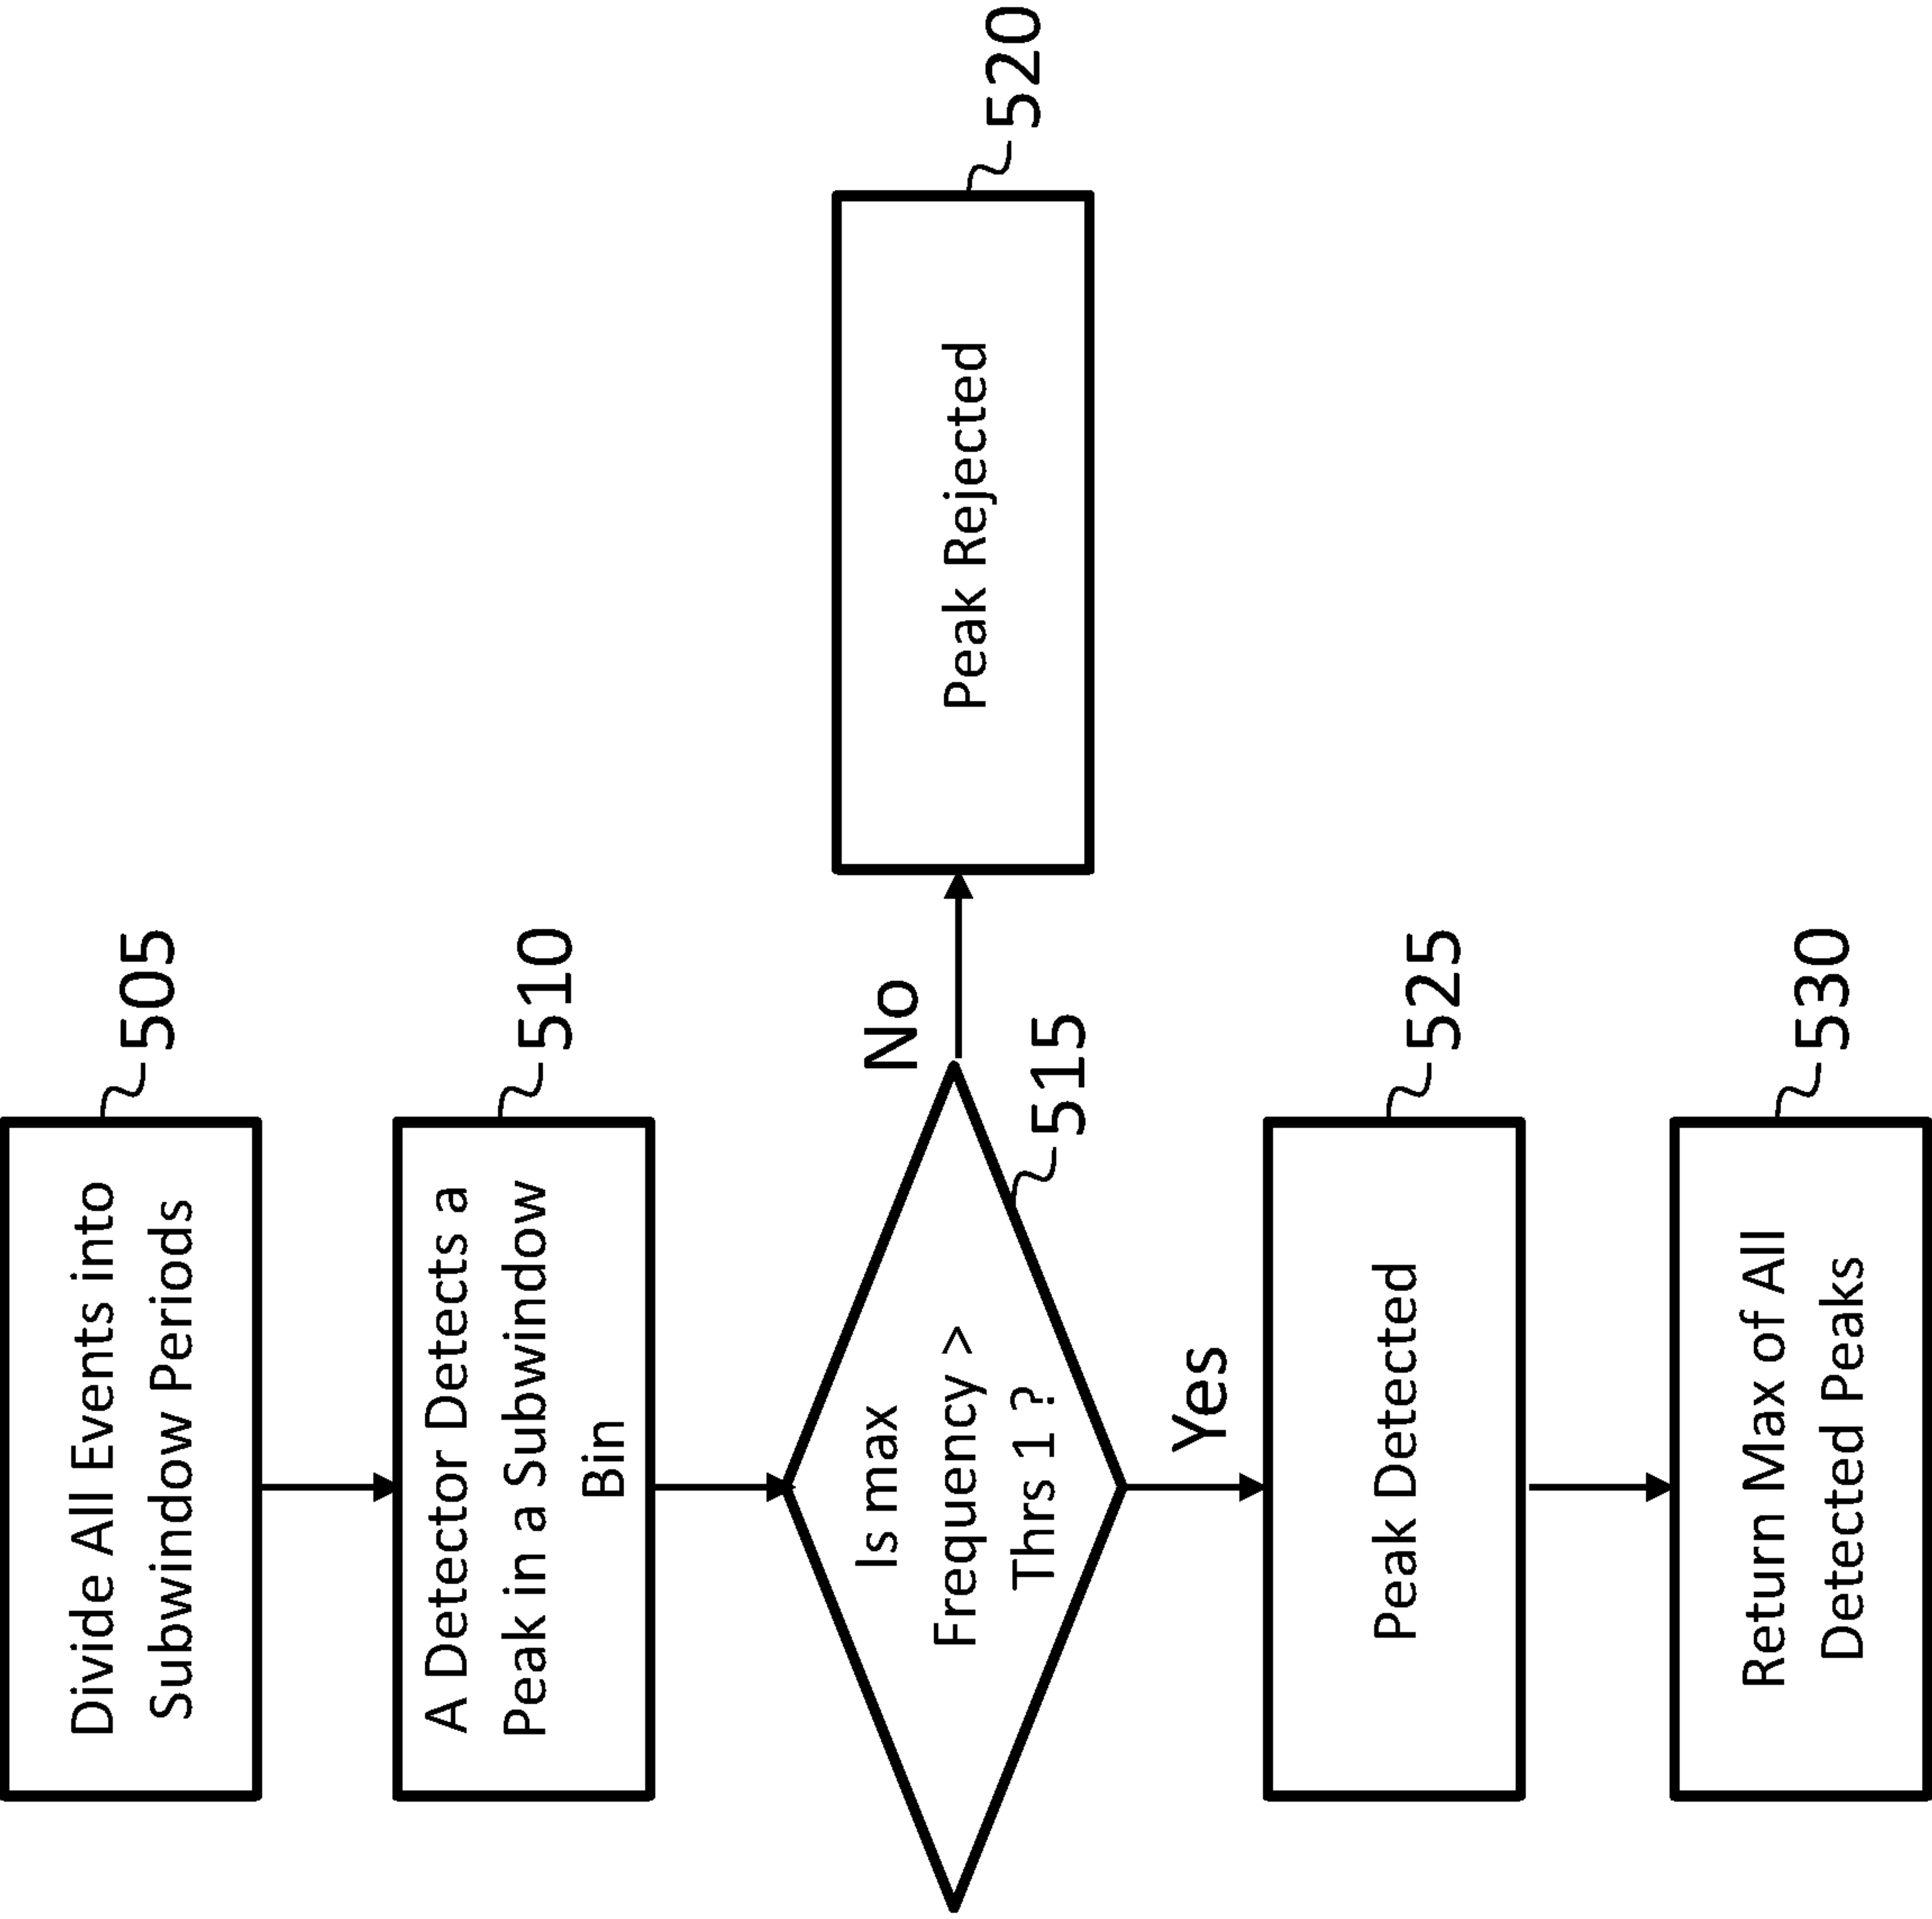 Divide All Events into
Subwindow Periods
505
A Detector Detects a
Peak in a Subwindow
Bin
510
Is max
Frequency >
Thrs 1 ?
515
No
Peak Rejected
520
Yes
Peak Detected
525
Return Max of All
Detected Peaks
530